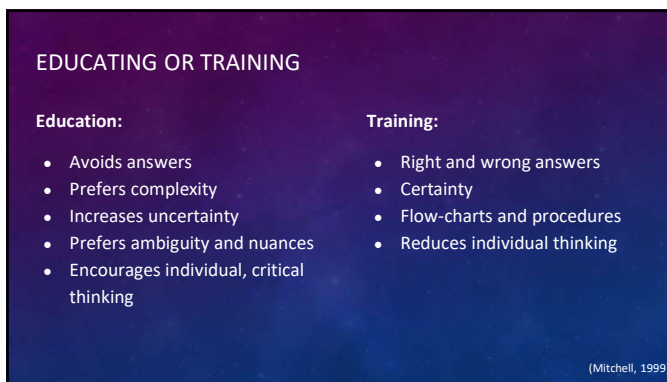 EDUCATING OR TRAINING
Education:
● Avoids answers
● Prefers complexity
● Increases uncertainty
● Prefers ambiguity and nuances
● Encourages individual, critical
thinking
Training:
● Right and wrong answers
● Certainty
● Flow-charts and procedures
● Reduces individual thinking
(Mitchell, 1999